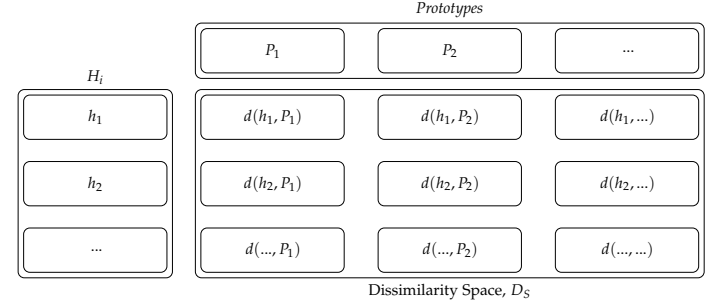 Prototypes
P₁ P₂ ...
Hᵢ
h₁ d(h₁, P₁) d(h₁, P₂) d(h₁, ...)
h₂ d(h₂, P₁) d(h₂, P₂) d(h₂, ...)
... d(..., P₁) d(..., P₂) d(..., ...)
Dissimilarity Space, D_S